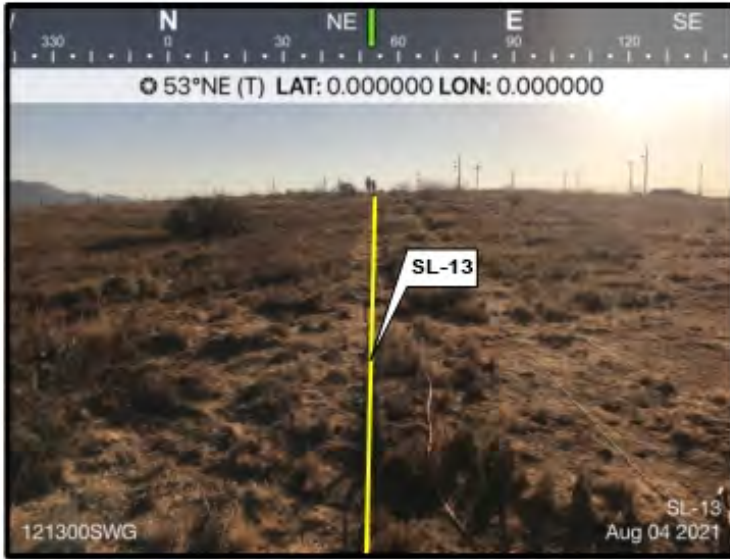 N NE E SE
330 0 30 60 90 120
53°NE (T) LAT: 0.000000 LON: 0.000000
SL-13
SL-13
121300SWG Aug 04 2021